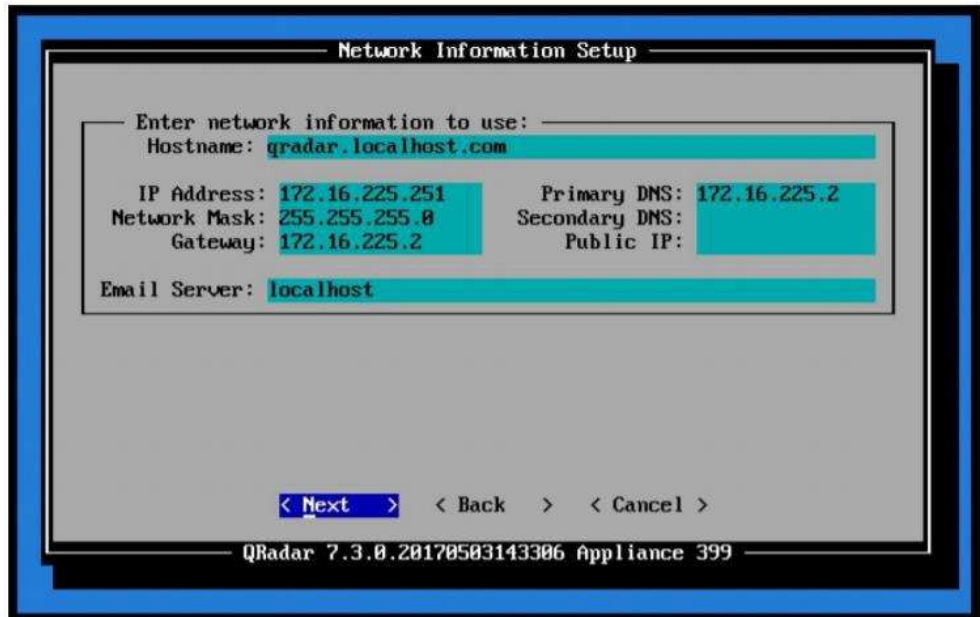 Network Information Setup
Enter network information to use:
Hostname: qradar.localhost.com
IP Address: 172.16.225.251 Primary DNS: 172.16.225.2
Network Mask: 255.255.255.0 Secondary DNS:
Gateway: 172.16.225.2 Public IP:
Email Server: localhost
< Next > < Back > < Cancel >
QRadar 7.3.0.20170503143306 Appliance 399